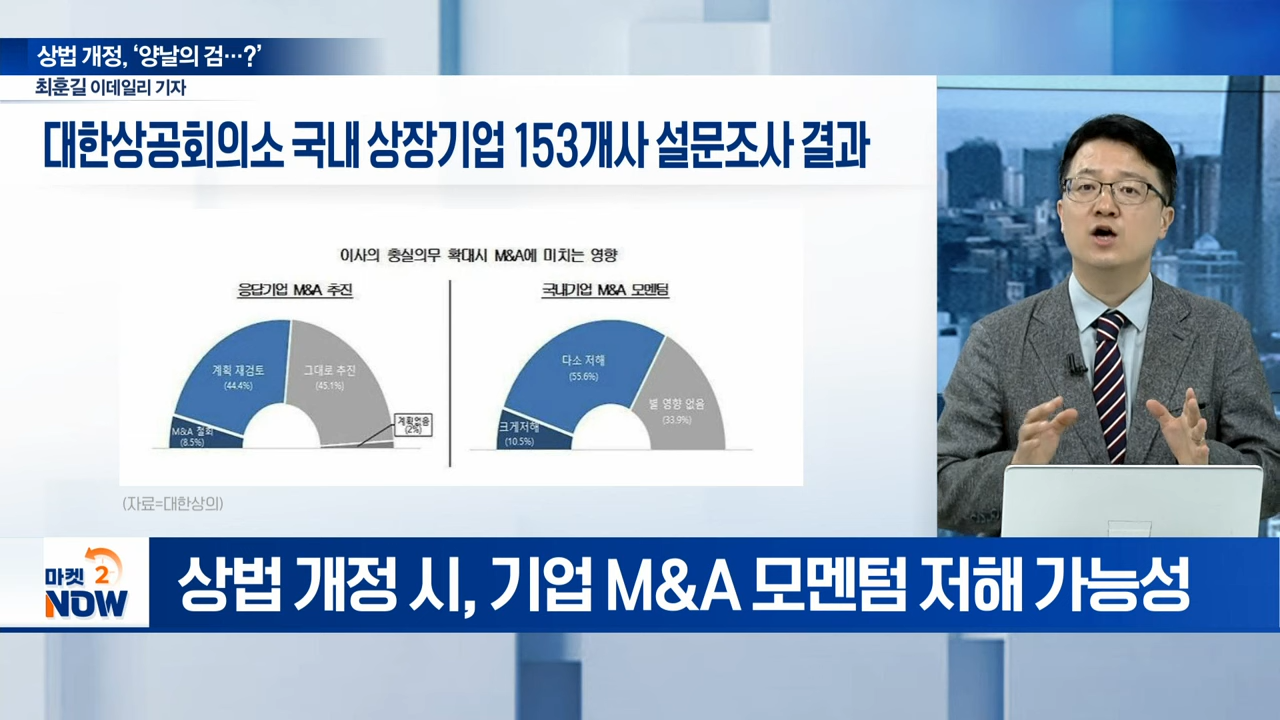 상법 개정, ‘양날의 검…?’
최훈길 이데일리 기자
대한상공회의소 국내 상장기업 153개사 설문조사 결과
이사의 충실의무 확대시 M&A에 미치는 영향
응답기업 M&A 추진
국내기업 M&A 모멘텀
계획 재검토
(44.4%)
그대로 추진
(45.1%)
M&A 철회
(8.5%)
계획없음
(2%)
다소 저해
(55.6%)
별 영향 없음
(33.9%)
크게저해
(10.5%)
(자료=대한상의)
마켓 2
NOW
상법 개정 시, 기업 M&A 모멘텀 저해 가능성